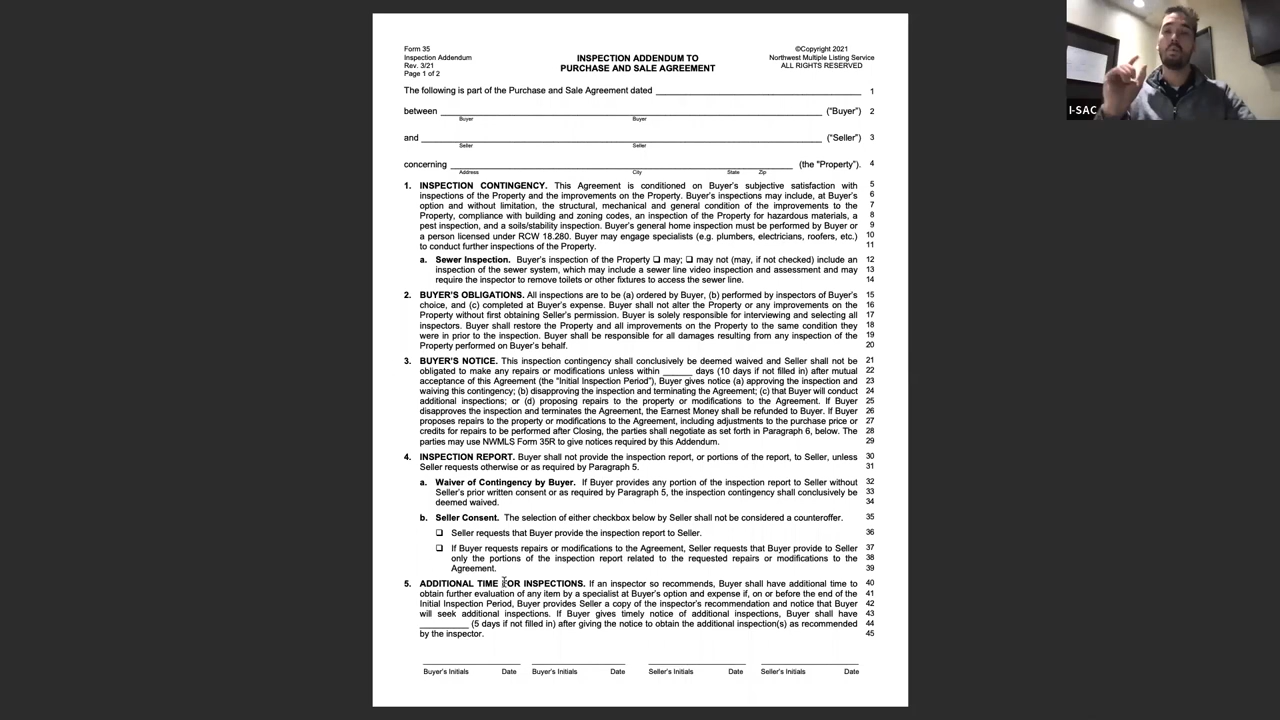 Form 35
Inspection Addendum
Rev. 3/21
Page 1 of 2
INSPECTION ADDENDUM TO
PURCHASE AND SALE AGREEMENT
©Copyright 2021
Northwest Multiple Listing Service
ALL RIGHTS RESERVED
I-SAC
The following is part of the Purchase and Sale Agreement dated 1
between ("Buyer") 2
Buyer Buyer
and ("Seller") 3
Seller Seller
concerning (the "Property"). 4
Address City State Zip
1. INSPECTION CONTINGENCY. This Agreement is conditioned on Buyer's subjective satisfaction with 5
inspections of the Property and the improvements on the Property. Buyer's inspections may include, at Buyer's 6
option and without limitation, the structural, mechanical and general condition of the improvements to the 7
Property, compliance with building and zoning codes, an inspection of the Property for hazardous materials, a 8
pest inspection, and a soils/stability inspection. Buyer's general home inspection must be performed by Buyer or 9
a person licensed under RCW 18.280. Buyer may engage specialists (e.g. plumbers, electricians, roofers, etc.) 10
to conduct further inspections of the Property. 11
a. Sewer Inspection. Buyer's inspection of the Property ❑ may; ❑ may not (may, if not checked) include an 12
inspection of the sewer system, which may include a sewer line video inspection and assessment and may 13
require the inspector to remove toilets or other fixtures to access the sewer line. 14
2. BUYER'S OBLIGATIONS. All inspections are to be (a) ordered by Buyer, (b) performed by inspectors of Buyer's 15
choice, and (c) completed at Buyer's expense. Buyer shall not alter the Property or any improvements on the 16
Property without first obtaining Seller's permission. Buyer is solely responsible for interviewing and selecting all 17
inspectors. Buyer shall restore the Property and all improvements on the Property to the same condition they 18
were in prior to the inspection. Buyer shall be responsible for all damages resulting from any inspection of the 19
Property performed on Buyer's behalf. 20
3. BUYER'S NOTICE. This inspection contingency shall conclusively be deemed waived and Seller shall not be 21
obligated to make any repairs or modifications unless within ______ days (10 days if not filled in) after mutual 22
acceptance of this Agreement (the "Initial Inspection Period"), Buyer gives notice (a) approving the inspection and 23
waiving this contingency; (b) disapproving the inspection and terminating the Agreement; (c) that Buyer will conduct 24
additional inspections; or (d) proposing repairs to the property or modifications to the Agreement. If Buyer 25
disapproves the inspection and terminates the Agreement, the Earnest Money shall be refunded to Buyer. If Buyer 26
proposes repairs to the property or modifications to the Agreement, including adjustments to the purchase price or 27
credits for repairs to be performed after Closing, the parties shall negotiate as set forth in Paragraph 6, below. The 28
parties may use NWMLS Form 35R to give notices required by this Addendum. 29
4. INSPECTION REPORT. Buyer shall not provide the inspection report, or portions of the report, to Seller, unless 30
Seller requests otherwise or as required by Paragraph 5. 31
a. Waiver of Contingency by Buyer. If Buyer provides any portion of the inspection report to Seller without 32
Seller's prior written consent or as required by Paragraph 5, the inspection contingency shall conclusively be 33
deemed waived. 34
b. Seller Consent. The selection of either checkbox below by Seller shall not be considered a counteroffer. 35
❑ Seller requests that Buyer provide the inspection report to Seller. 36
❑ If Buyer requests repairs or modifications to the Agreement, Seller requests that Buyer provide to Seller 37
only the portions of the inspection report related to the requested repairs or modifications to the 38
Agreement. 39
5. ADDITIONAL TIME FOR INSPECTIONS. If an inspector so recommends, Buyer shall have additional time to 40
obtain further evaluation of any item by a specialist at Buyer's option and expense if, on or before the end of the 41
Initial Inspection Period, Buyer provides Seller a copy of the inspector's recommendation and notice that Buyer 42
will seek additional inspections. If Buyer gives timely notice of additional inspections, Buyer shall have 43
__________ (5 days if not filled in) after giving the notice to obtain the additional inspection(s) as recommended 44
by the inspector. 45
Buyer's Initials Date Buyer's Initials Date Seller's Initials Date Seller's Initials Date